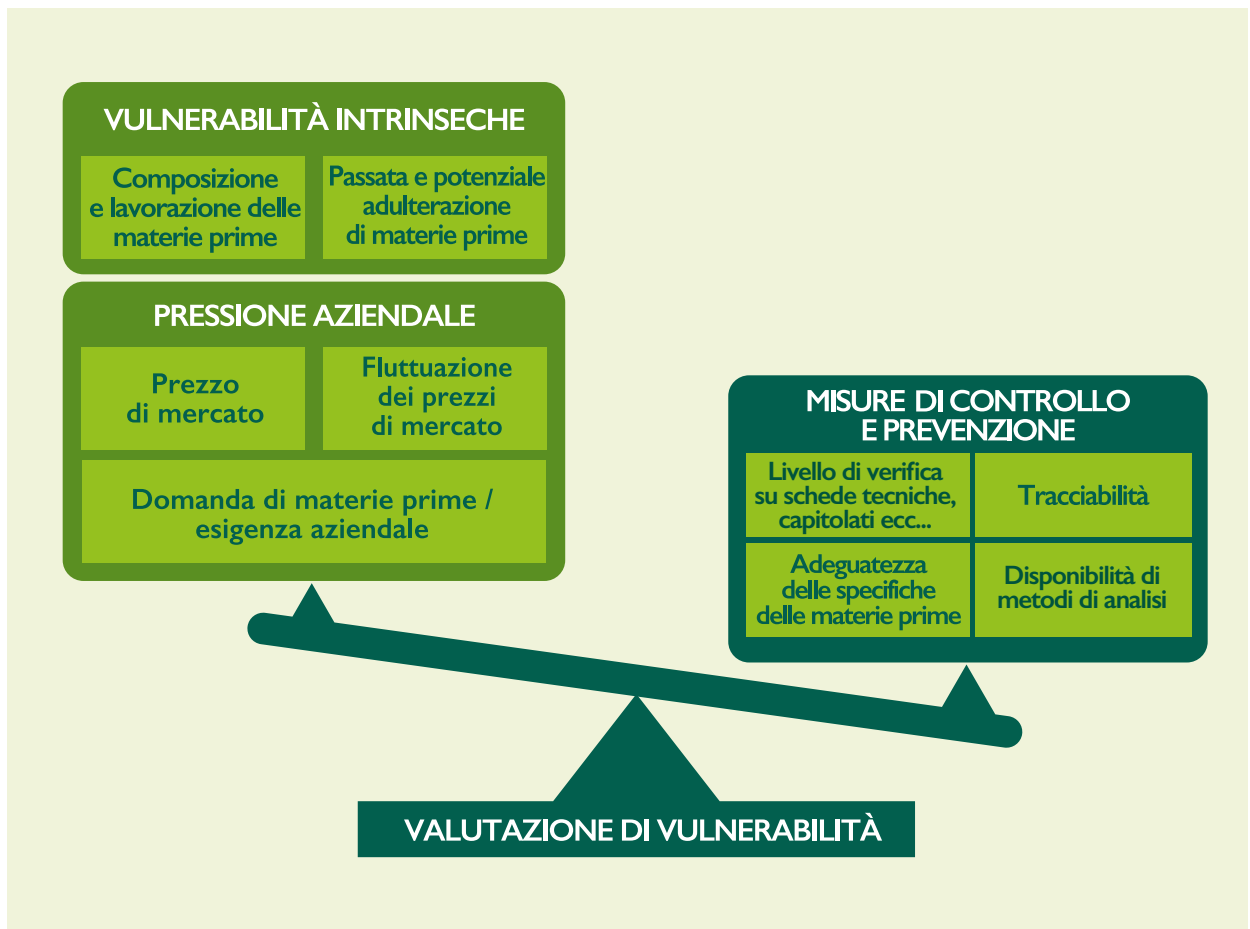 VULNERABILITÀ INTRINSECHE
Composizione
e lavorazione delle
materie prime
Passata e potenziale
adulterazione
di materie prime
PRESSIONE AZIENDALE
Prezzo
di mercato
Fluttuazione
dei prezzi
di mercato
Domanda di materie prime /
esigenza aziendale
MISURE DI CONTROLLO
E PREVENZIONE
Livello di verifica
su schede tecniche,
capitolati ecc...
Tracciabilità
Adeguatezza
delle specifiche
delle materie prime
Disponibilità di
metodi di analisi
VALUTAZIONE DI VULNERABILITÀ